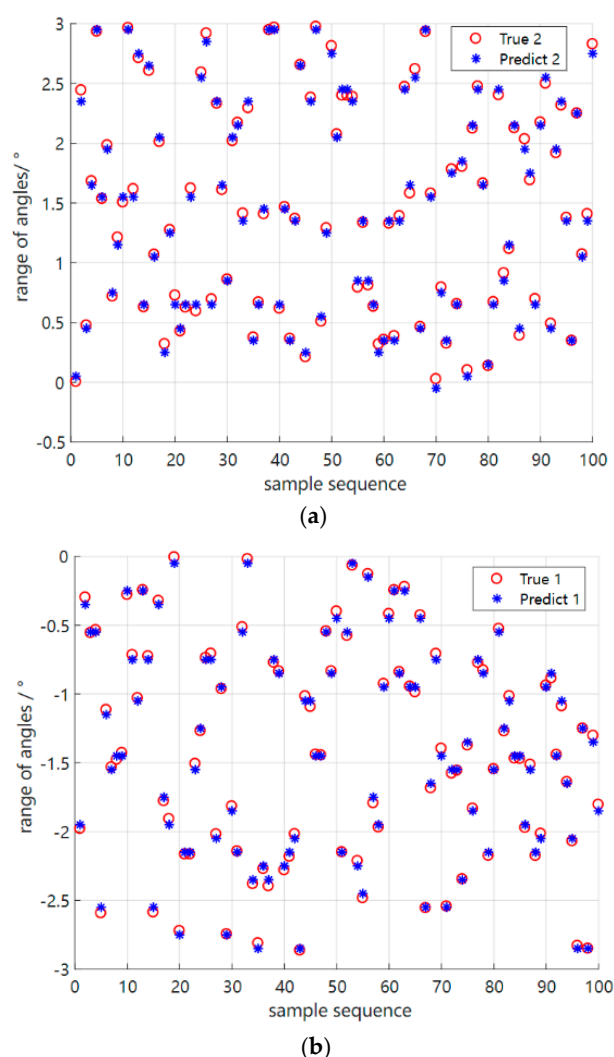 3
2.5
2
1.5
1
0.5
0
-0.5
True 2
Predict 2
range of angles/ °
0 10 20 30 40 50 60 70 80 90 100
sample sequence
(a)
0
-0.5
-1
-1.5
-2
-2.5
-3
True 1
Predict 1
range of angles / °
0 10 20 30 40 50 60 70 80 90 100
sample sequence
(b)